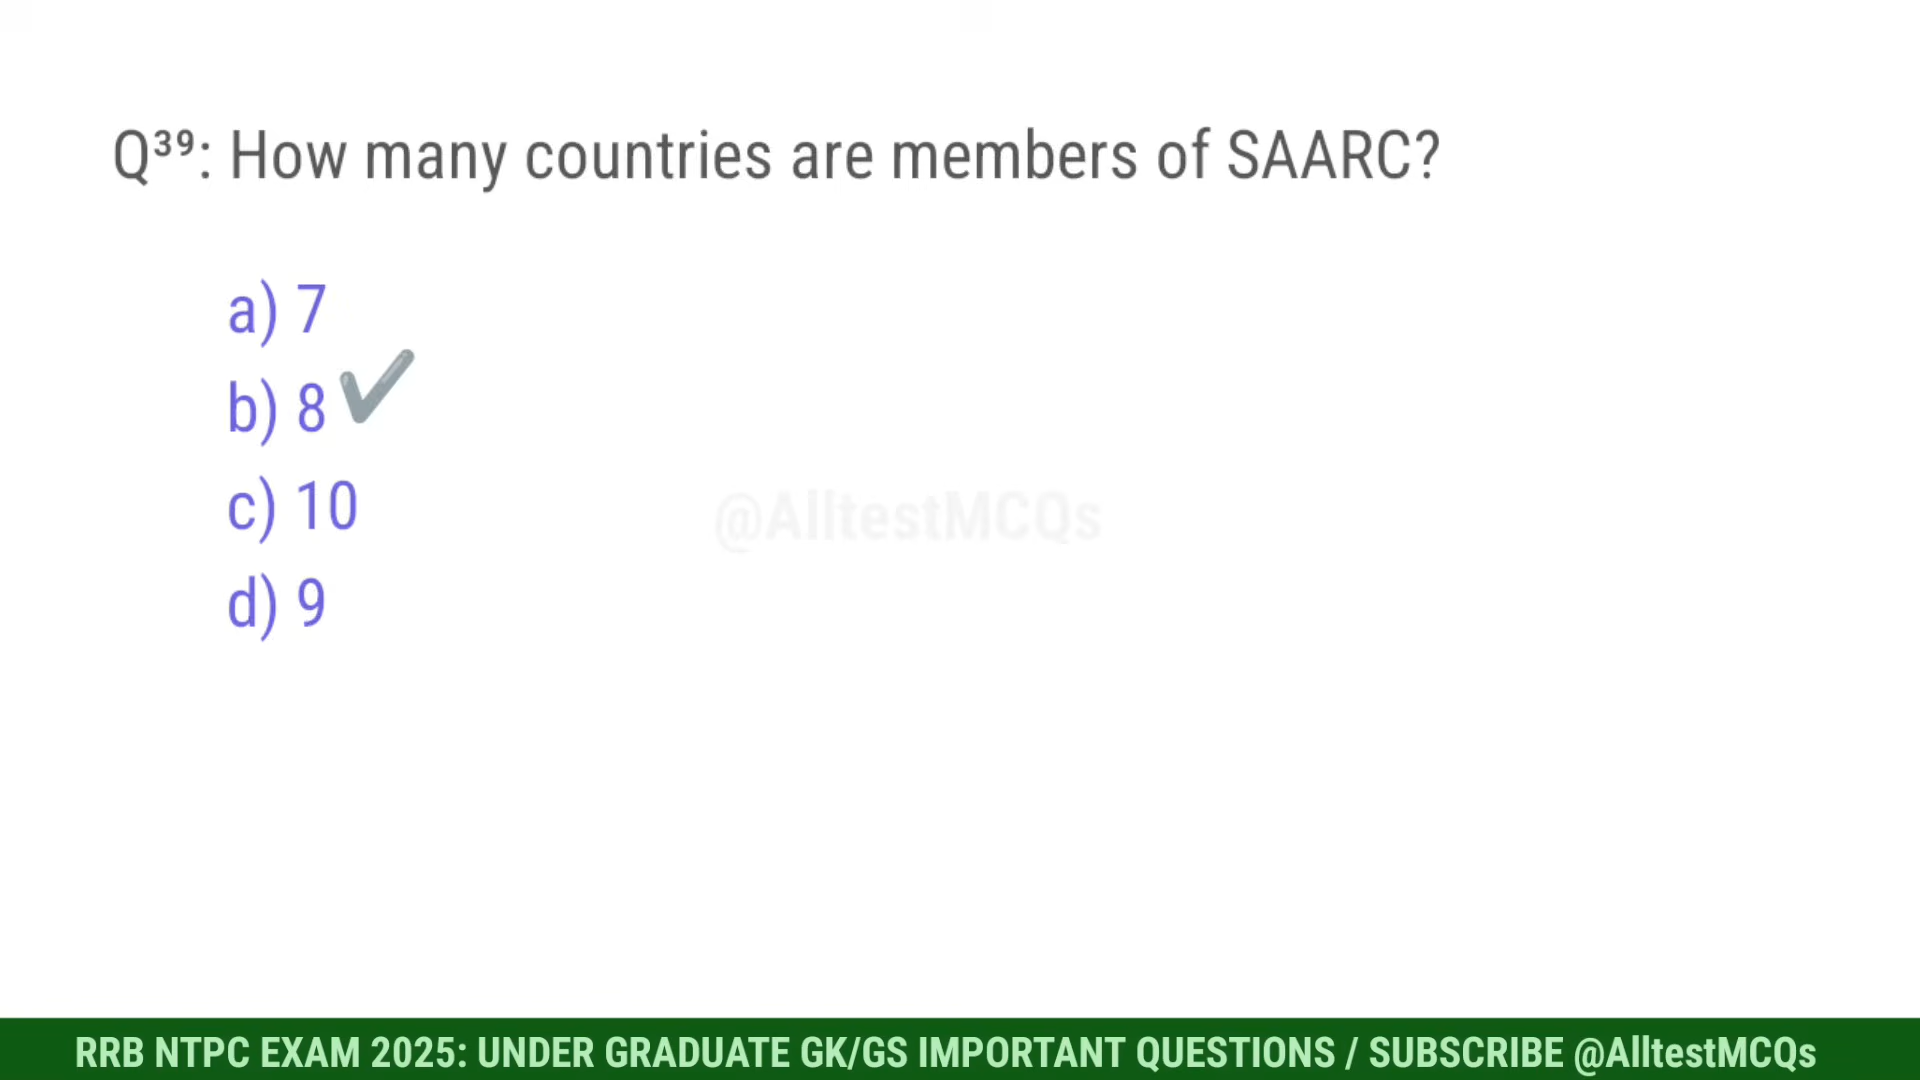 Q³⁹: How many countries are members of SAARC?
a) 7
b) 8 ✔
c) 10
d) 9
@AlltestMCQs
RRB NTPC EXAM 2025: UNDER GRADUATE GK/GS IMPORTANT QUESTIONS / SUBSCRIBE @AlltestMCQs